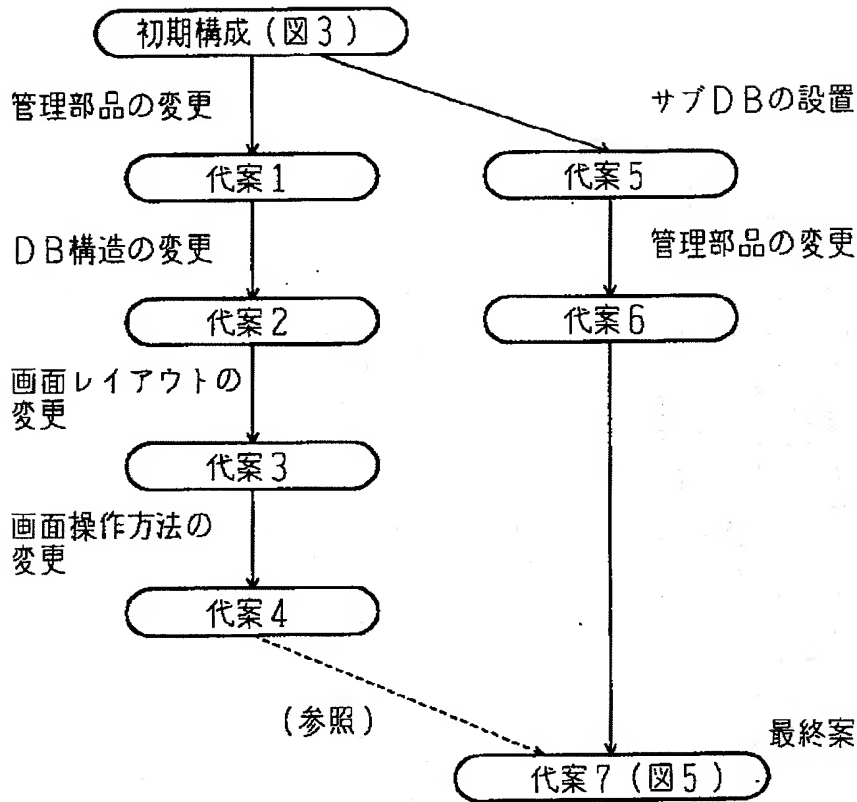 初期構成(図3)
管理部品の変更
サブDBの設置
代案1
代案5
DB構造の変更
管理部品の変更
代案2
代案6
画面レイアウトの
変更
代案3
画面操作方法の
変更
代案4
(参照)
最終案
代案7(図5)